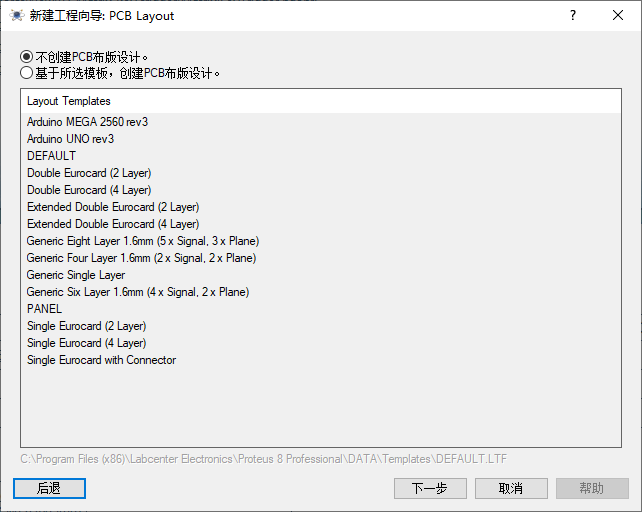 新建工程向导: PCB Layout
不创建PCB布版设计。
基于所选模板，创建PCB布版设计。
Layout Templates
Arduino MEGA 2560 rev3
Arduino UNO rev3
DEFAULT
Double Eurocard (2 Layer)
Double Eurocard (4 Layer)
Extended Double Eurocard (2 Layer)
Extended Double Eurocard (4 Layer)
Generic Eight Layer 1.6mm (5 x Signal, 3 x Plane)
Generic Four Layer 1.6mm (2 x Signal, 2 x Plane)
Generic Single Layer
Generic Six Layer 1.6mm (4 x Signal, 2 x Plane)
PANEL
Single Eurocard (2 Layer)
Single Eurocard (4 Layer)
Single Eurocard with Connector
C:\Program Files (x86)\Labcenter Electronics\Proteus 8 Professional\DATA\Templates\DEFAULT.LTF
后退 下一步 取消 帮助